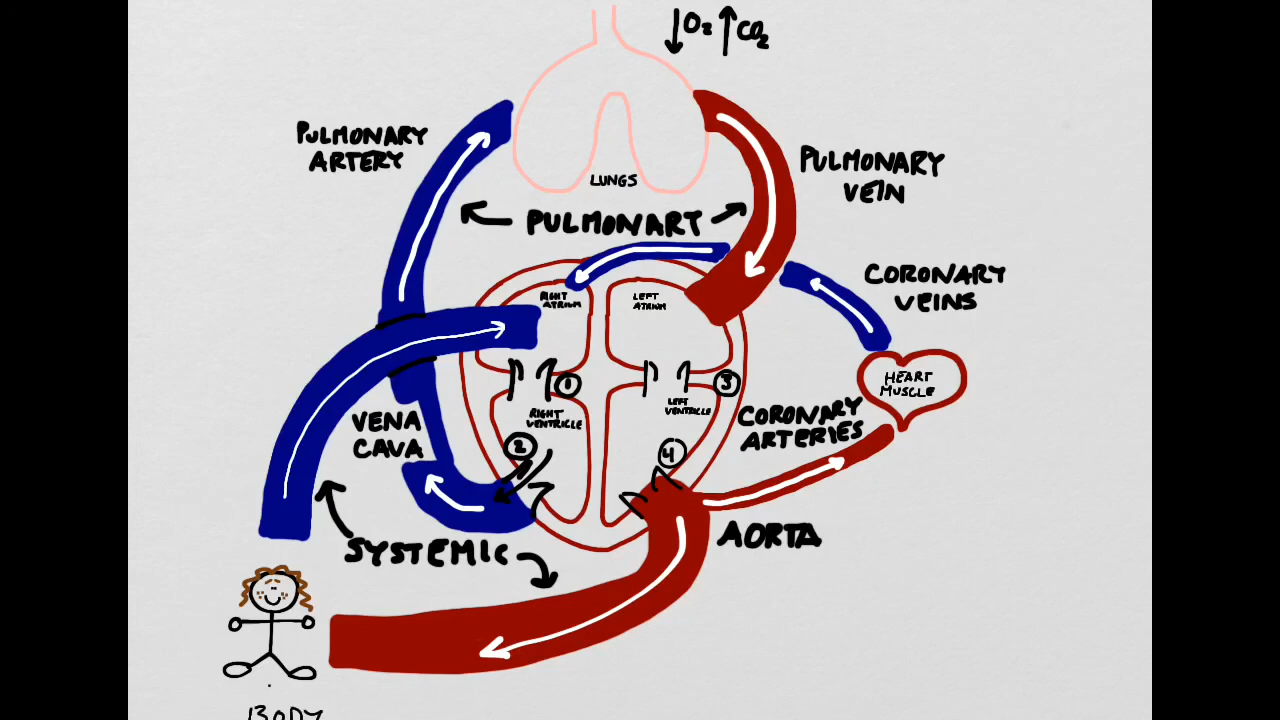 ↓O₂ ↑CO₂
PULMONARY
ARTERY
LUNGS
PULMONARY
VEIN
PULMONART
CORONARY
VEINS
RIGHT
ATRIUM
LEFT
ATRIUM
HEART
MUSCLE
1
3
RIGHT
VENTRICLE
LEFT
VENTRICLE
CORONARY
ARTERIES
VENA
CAVA
2
4
AORTA
SYSTEMIC
BODY